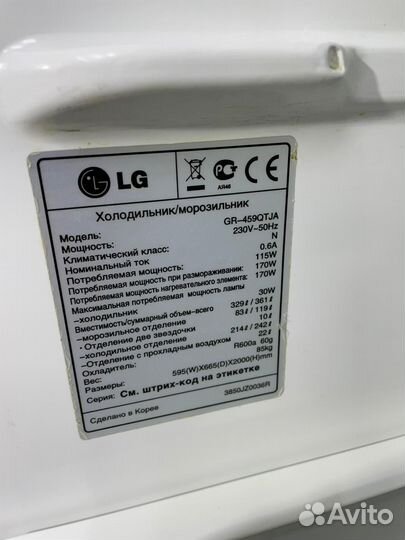 LG
АЯ46
Холодильник/морозильник
Модель: GR-459QTJA
Мощность: 230V~50Hz
Климатический класс: N
Номинальный ток 0.6A
Потребляемая мощность: 115W
Потребляемая мощность при размораживании: 170W
Потребляемая мощность нагревательного элемента: 170W
Максимальная потребляемая мощность лампы
-холодильник 30W
Вместимость/суммарный объем–всего 329ℓ / 361ℓ
-морозильное отделение 83ℓ / 119ℓ
• Отделение две звездочки 10ℓ
-холодильное отделение 214ℓ / 242ℓ
• Отделение с прохладным воздухом 22ℓ
Охладитель: R600a 60g
Вес: 85kg
Размеры: 595(W)X665(D)X2000(H)mm
Серия: См. штрих-код на этикетке
Сделано в Корее 3850JZ0036R
Avito